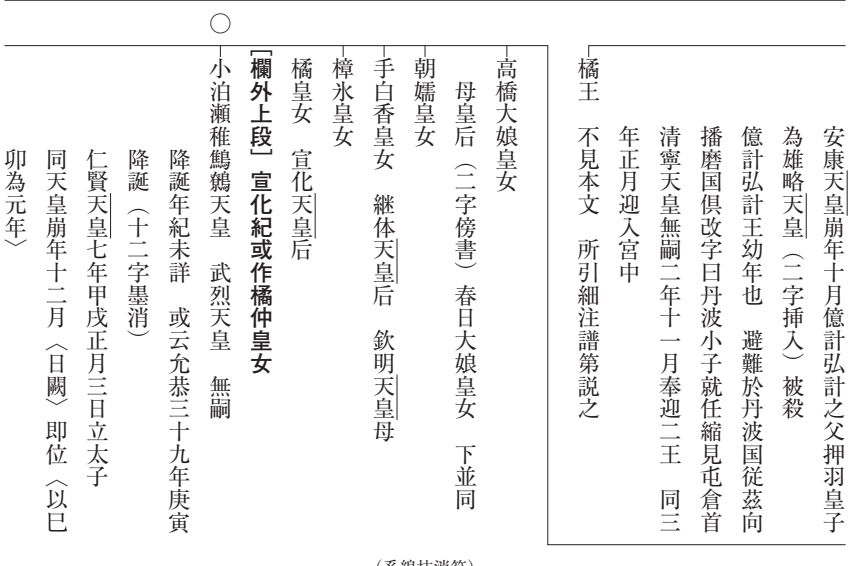 安康天皇崩年十月億計弘計之父押羽皇子
為雄略天皇（二字挿入）被殺
億計弘計王幼年也　避難於丹波国従茲向
播磨国倶改字曰丹波小子就任縮見屯倉首
清寧天皇無嗣二年十一月奉迎二王　同三
年正月迎入宮中
橘王　不見本文　所引細注譜第説之
高橋大娘皇女
母皇后（二字傍書）春日大娘皇女　下並同
朝嬬皇女
手白香皇女　継体天皇后　欽明天皇母
樟氷皇女
橘皇女　宣化天皇后
［欄外上段］宣化紀或作橘仲皇女
○
小泊瀬稚鷦鷯天皇　武烈天皇　無嗣
降誕年紀未詳　或云允恭三十九年庚寅
降誕（十二字墨消）
仁賢天皇七年甲戌正月三日立太子
同天皇崩年十二月〈日闕〉即位〈以巳
卯為元年〉